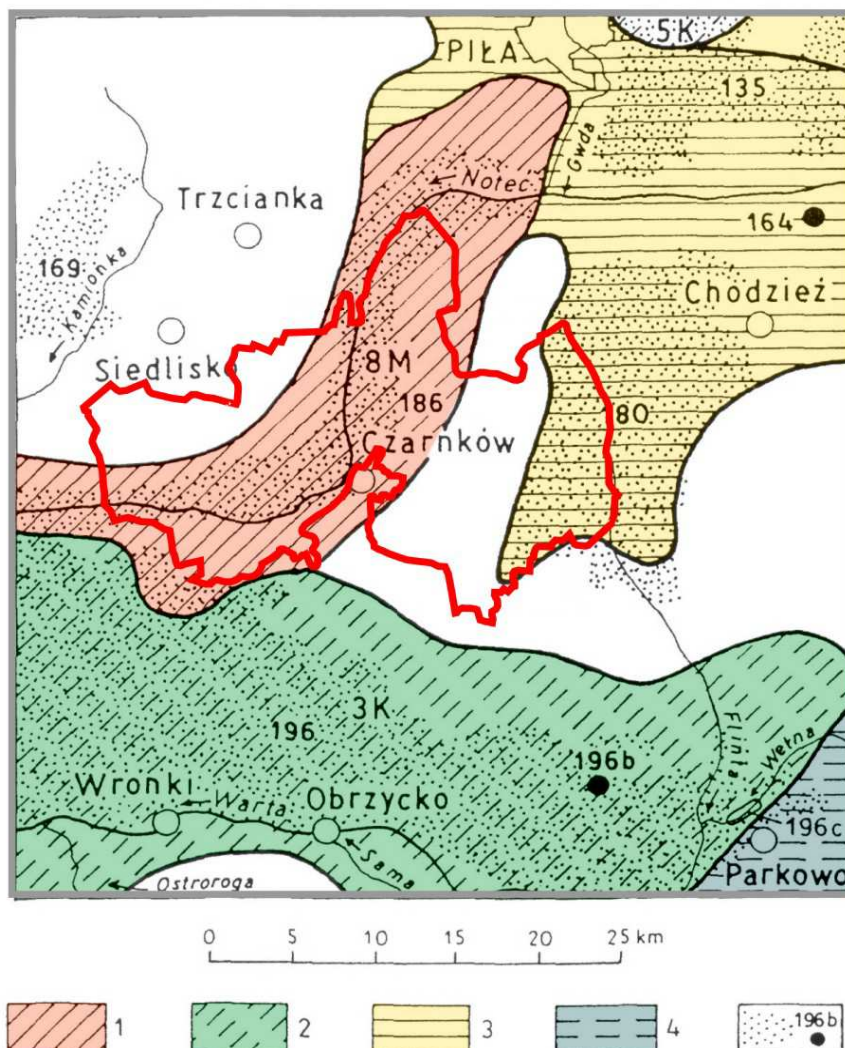 5K
PIŁA
135
Gwda
Noteć
Trzcianka
164
169
Kamionka
Chodzież
Siedlisko
8M
186
80
Czarnków
3K
196
196b
Flinta
Wełna
Wronki
Warta
Obrzycko
196c
Sama
Parkowo
Ostroroga
0 5 10 15 20 25 km
1 2 3 4 196b